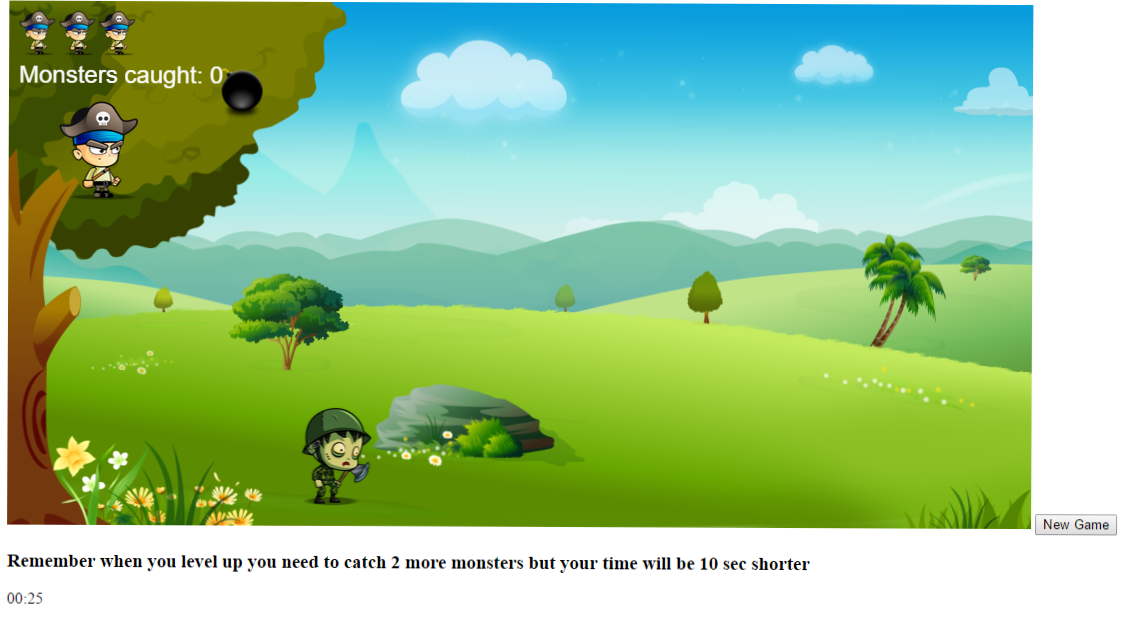 Monsters caught: 0
New Game
Remember when you level up you need to catch 2 more monsters but your time will be 10 sec shorter
00:25